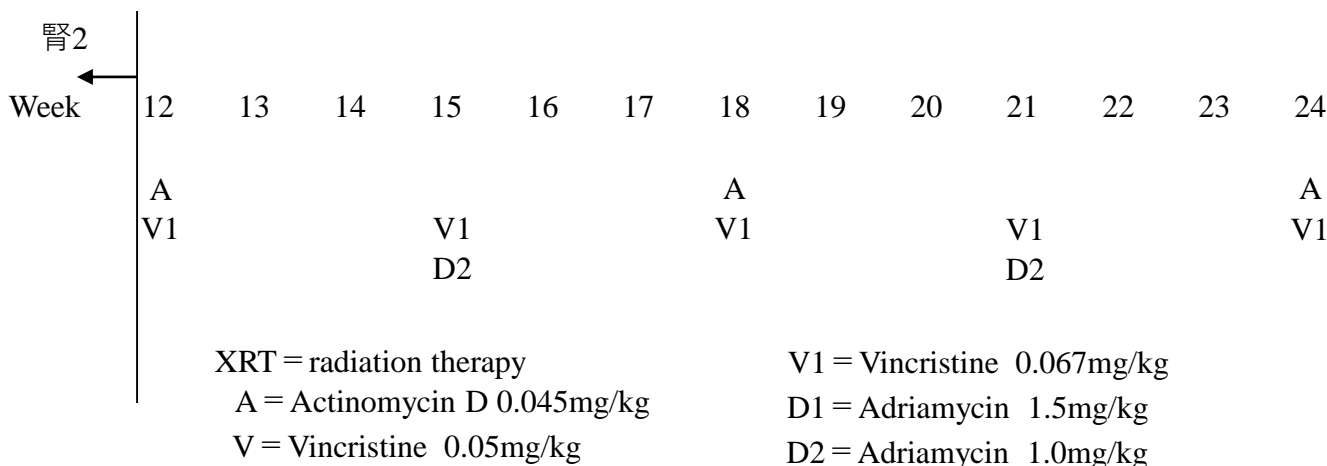 腎2
Week 12 13 14 15 16 17 18 19 20 21 22 23 24
A A A
V1 V1 V1 V1 V1
D2 D2
XRT＝radiation therapy V1＝Vincristine 0.067mg/kg
A＝Actinomycin D 0.045mg/kg D1＝Adriamycin 1.5mg/kg
V＝Vincristine 0.05mg/kg D2＝Adriamycin 1.0mg/kg